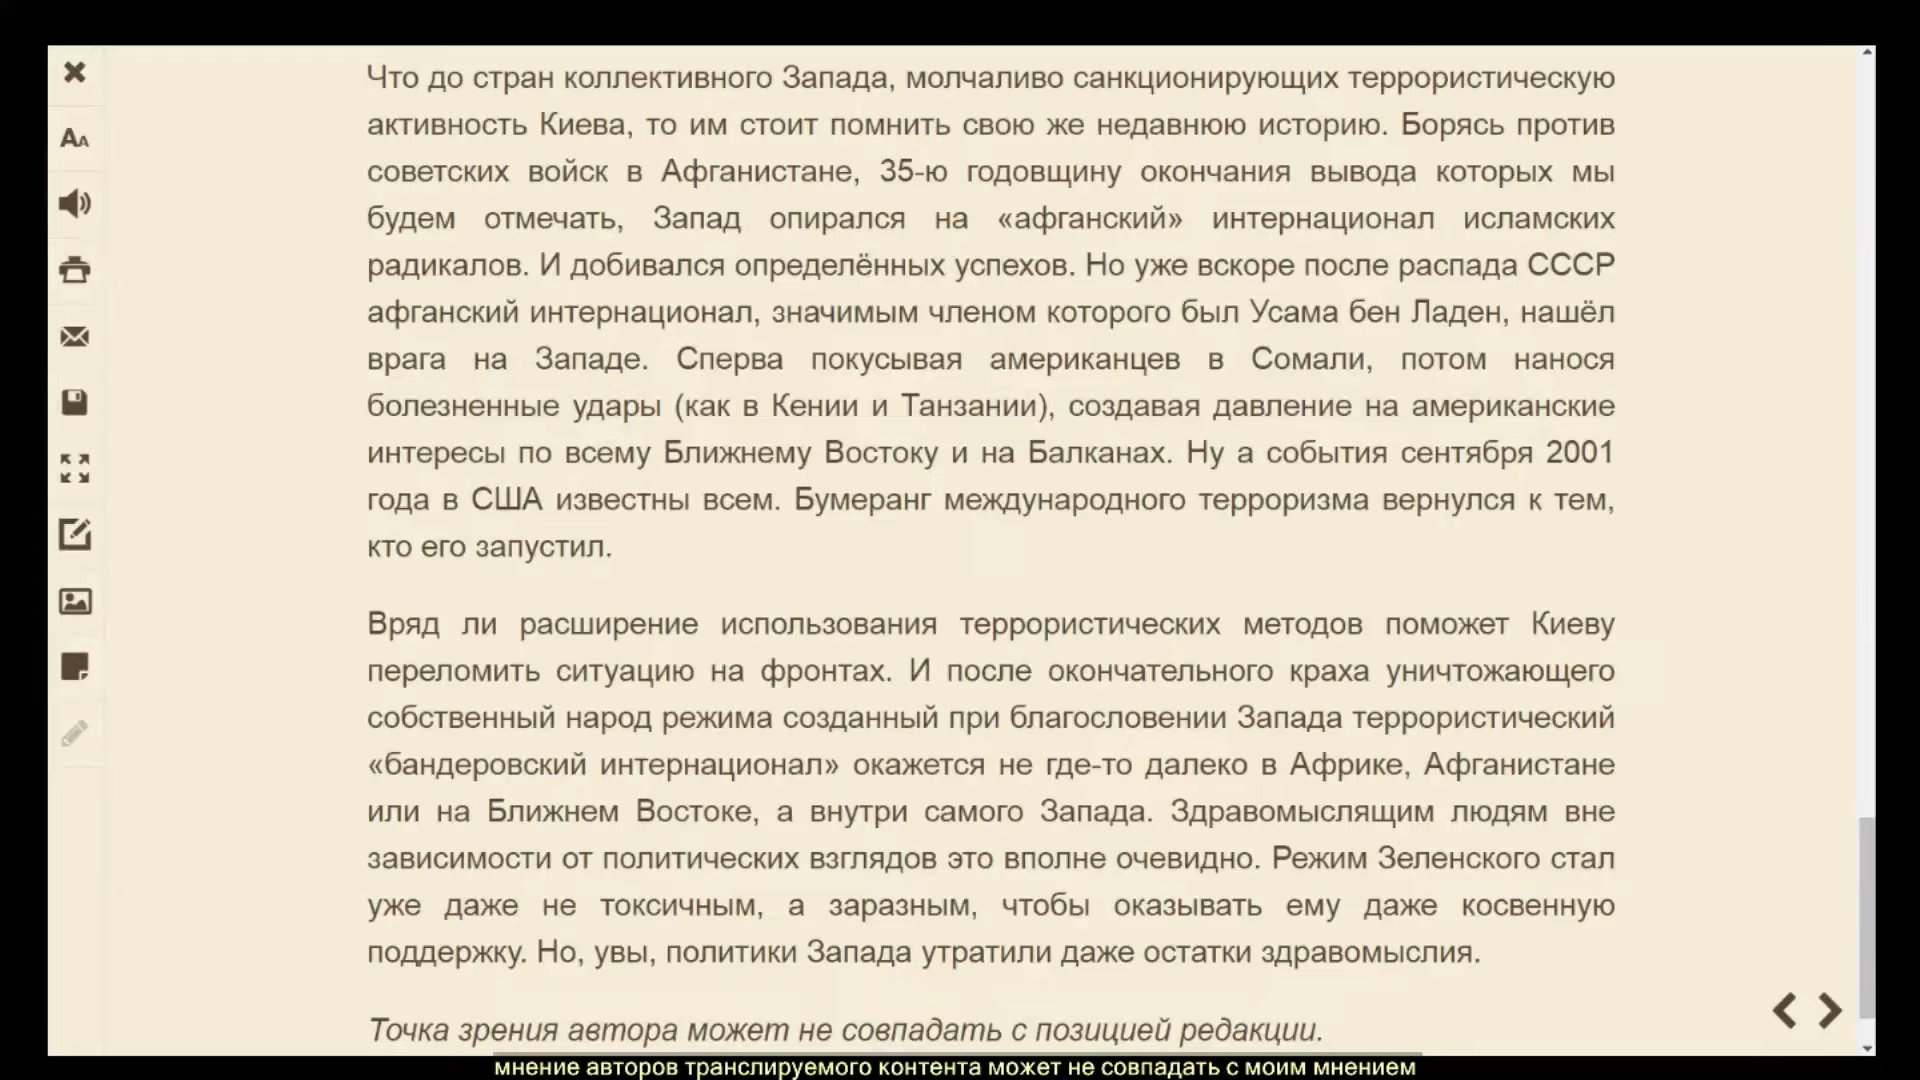 Что до стран коллективного Запада, молчаливо санкционирующих террористическую
активность Киева, то им стоит помнить свою же недавнюю историю. Борясь против
советских войск в Афганистане, 35-ю годовщину окончания вывода которых мы
будем отмечать, Запад опирался на «афганский» интернационал исламских
радикалов. И добивался определённых успехов. Но уже вскоре после распада СССР
афганский интернационал, значимым членом которого был Усама бен Ладен, нашёл
врага на Западе. Сперва покусывая американцев в Сомали, потом нанося
болезненные удары (как в Кении и Танзании), создавая давление на американские
интересы по всему Ближнему Востоку и на Балканах. Ну а события сентября 2001
года в США известны всем. Бумеранг международного терроризма вернулся к тем,
кто его запустил.
Вряд ли расширение использования террористических методов поможет Киеву
переломить ситуацию на фронтах. И после окончательного краха уничтожающего
собственный народ режима созданный при благословении Запада террористический
«бандеровский интернационал» окажется не где-то далеко в Африке, Афганистане
или на Ближнем Востоке, а внутри самого Запада. Здравомыслящим людям вне
зависимости от политических взглядов это вполне очевидно. Режим Зеленского стал
уже даже не токсичным, а заразным, чтобы оказывать ему даже косвенную
поддержку. Но, увы, политики Запада утратили даже остатки здравомыслия.
Точка зрения автора может не совпадать с позицией редакции.
мнение авторов транслируемого контента может не совпадать с моим мнением